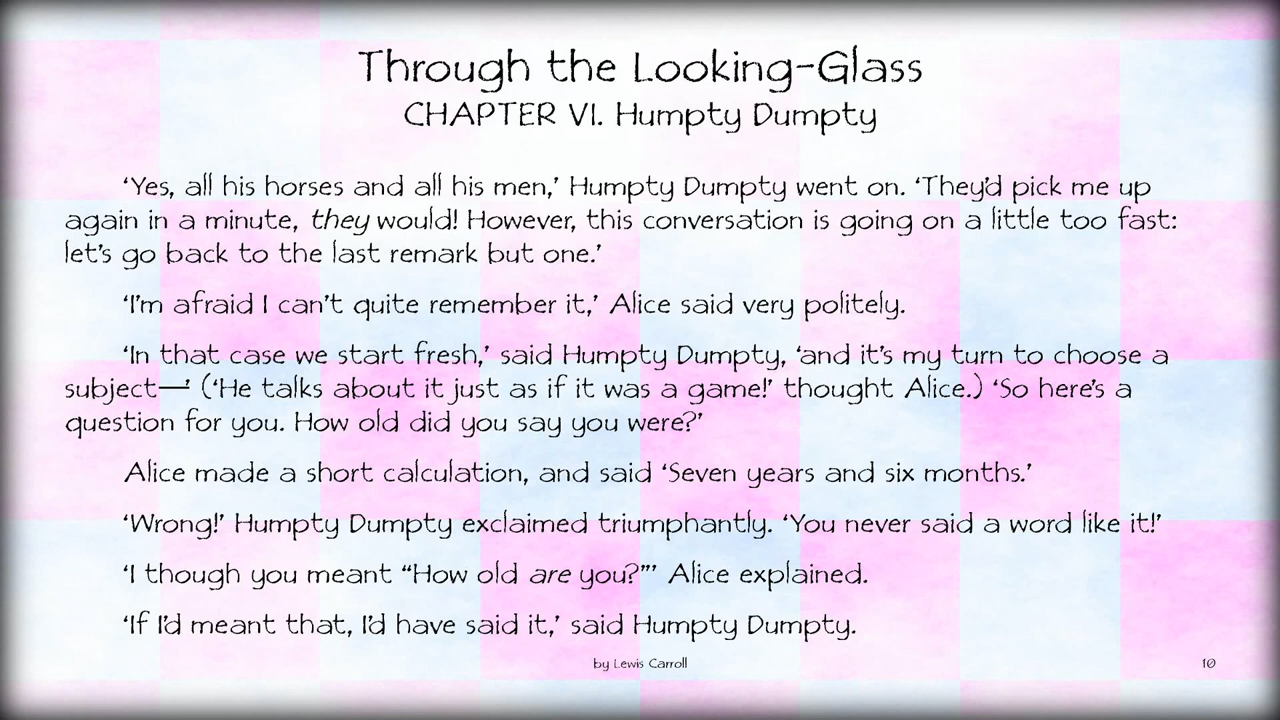 Through the Looking-Glass
CHAPTER VI. Humpty Dumpty
‘Yes, all his horses and all his men,’ Humpty Dumpty went on. ‘They’d pick me up
again in a minute, they would! However, this conversation is going on a little too fast:
let’s go back to the last remark but one.’
‘I’m afraid I can’t quite remember it,’ Alice said very politely.
‘In that case we start fresh,’ said Humpty Dumpty, ‘and it’s my turn to choose a
subject—’ (‘He talks about it just as if it was a game!’ thought Alice.) ‘So here’s a
question for you. How old did you say you were?’
Alice made a short calculation, and said ‘Seven years and six months.’
‘Wrong!’ Humpty Dumpty exclaimed triumphantly. ‘You never said a word like it!’
‘I though you meant “How old are you?”’ Alice explained.
‘If I’d meant that, I’d have said it,’ said Humpty Dumpty.
by Lewis Carroll
10